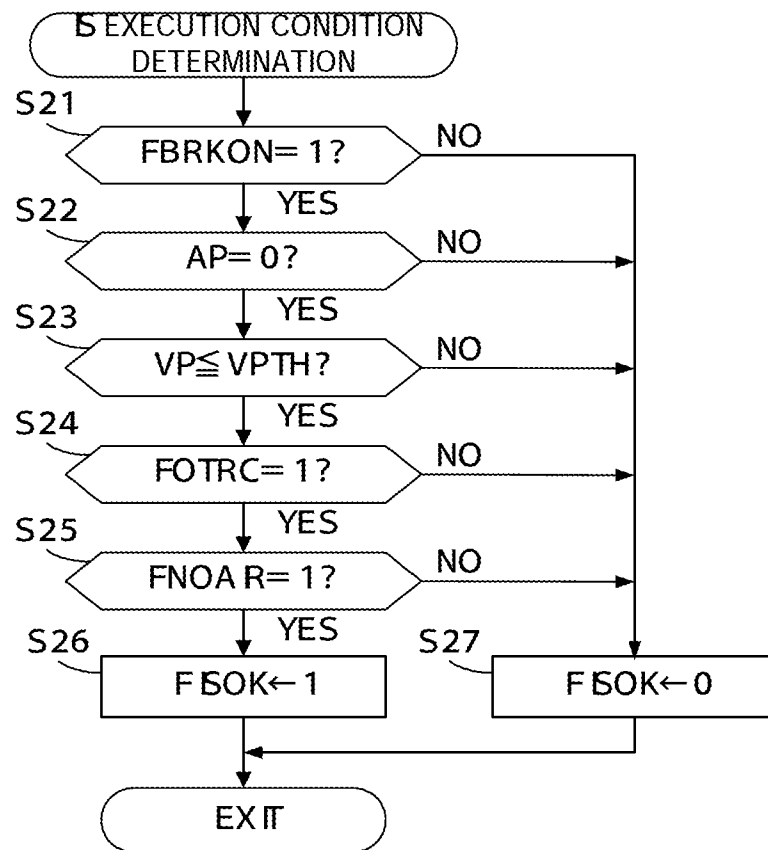 IS EXECUTION CONDITION
DETERMINATION
S21
FBRKON=1?
NO
YES
S22
AP=0?
NO
YES
S23
VP≦VPTH?
NO
YES
S24
FOTRC=1?
NO
YES
S25
FNOAIR=1?
NO
YES
S26
FISOK←1
S27
FISOK←0
EXIT